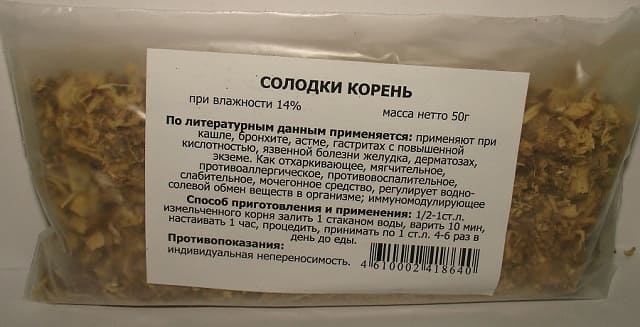 СОЛОДКИ КОРЕНЬ
при влажности 14% масса нетто 50г
По литературным данным применяется: применяют при
кашле, бронхите, астме, гастритах с повышенной
кислотностью, язвенной болезни желудка, дерматозах,
экземе. Как отхаркивающее, мягчительное,
противоаллергическое, противовоспалительное,
слабительное, мочегонное средство, регулирует водно-
солевой обмен веществ в организме; иммуномодулирующее
Способ приготовления и применения: 1/2-1ст.л.
измельченного корня залить 1 стаканом воды, варить 10 мин,
настаивать 1 час, процедить, принимать по 1 ст.л. 4-6 раз в
день до еды.
Противопоказания:
индивидуальная непереносимость.
4 610002 418640